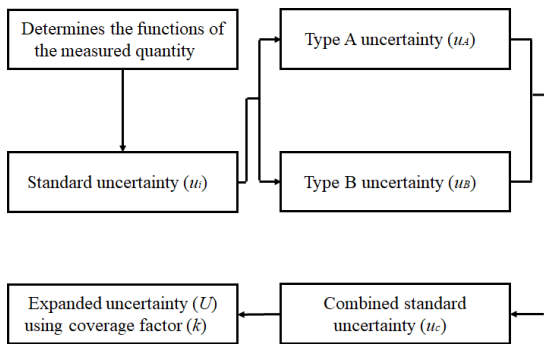 Determines the functions of
the measured quantity
Type A uncertainty (uA)
Standard uncertainty (ui)
Type B uncertainty (uB)
Expanded uncertainty (U)
using coverage factor (k)
Combined standard
uncertainty (uc)